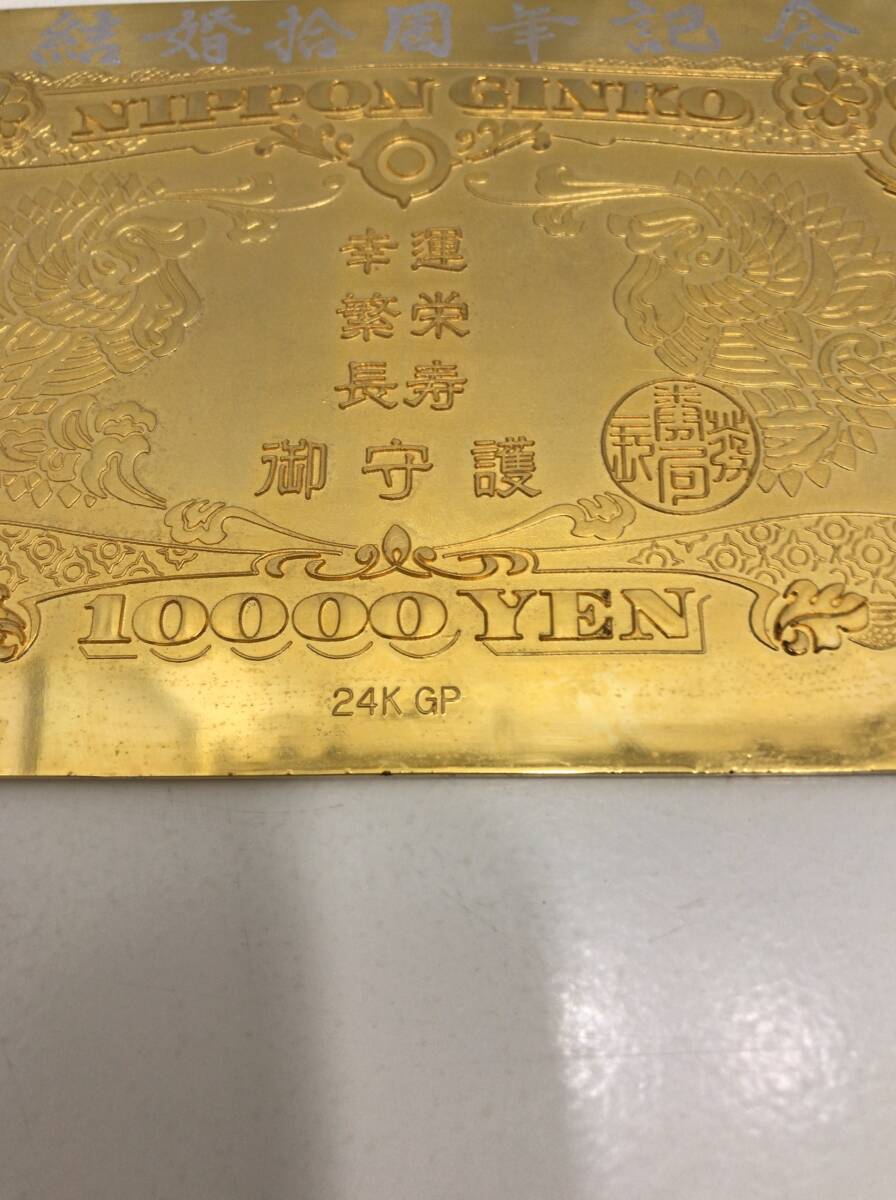 結婚拾周年記念
NIPPON GINKO
幸運
繁栄
長寿
御守護
10000 YEN
24K GP